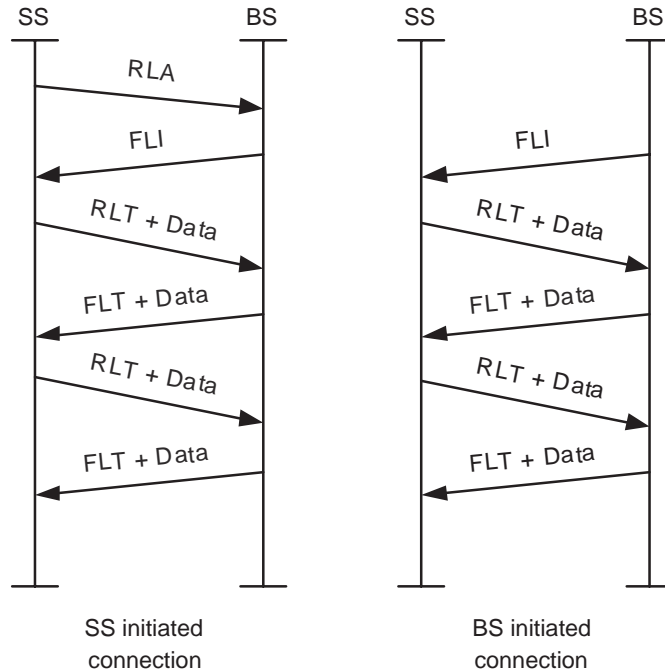 SS
BS
RLA
FLI
RLT + Data
FLT + Data
RLT + Data
FLT + Data
SS initiated
connection
SS
BS
FLI
RLT + Data
FLT + Data
RLT + Data
FLT + Data
BS initiated
connection